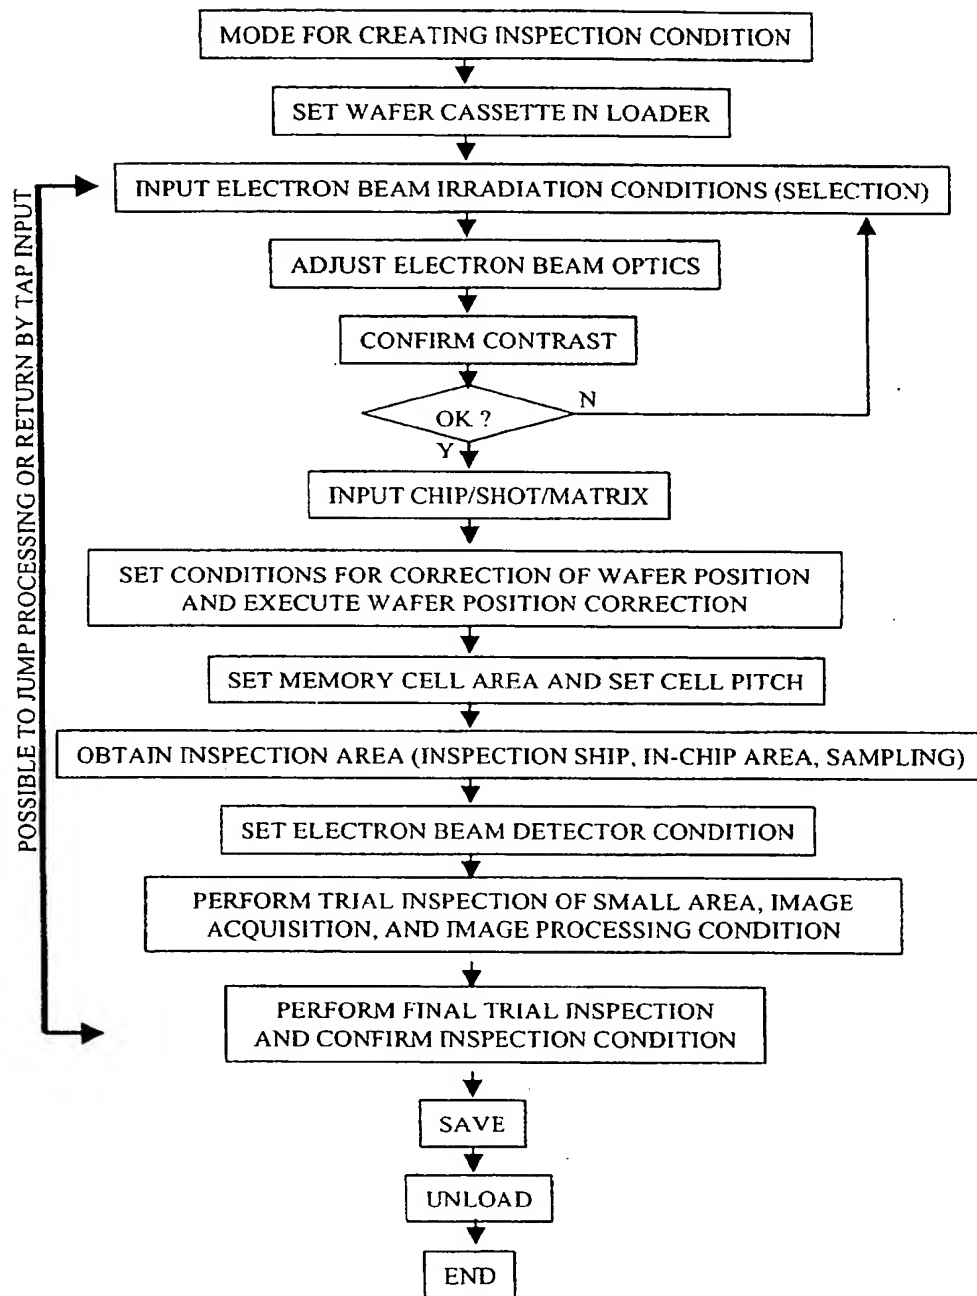 MODE FOR CREATING INSPECTION CONDITION
SET WAFER CASSETTE IN LOADER
INPUT ELECTRON BEAM IRRADIATION CONDITIONS (SELECTION)
ADJUST ELECTRON BEAM OPTICS
CONFIRM CONTRAST
OK ?
N
Y
INPUT CHIP/SHOT/MATRIX
SET CONDITIONS FOR CORRECTION OF WAFER POSITION
AND EXECUTE WAFER POSITION CORRECTION
SET MEMORY CELL AREA AND SET CELL PITCH
OBTAIN INSPECTION AREA (INSPECTION SHIP, IN-CHIP AREA, SAMPLING)
SET ELECTRON BEAM DETECTOR CONDITION
PERFORM TRIAL INSPECTION OF SMALL AREA, IMAGE
ACQUISITION, AND IMAGE PROCESSING CONDITION
PERFORM FINAL TRIAL INSPECTION
AND CONFIRM INSPECTION CONDITION
SAVE
UNLOAD
END
POSSIBLE TO JUMP PROCESSING OR RETURN BY TAP INPUT